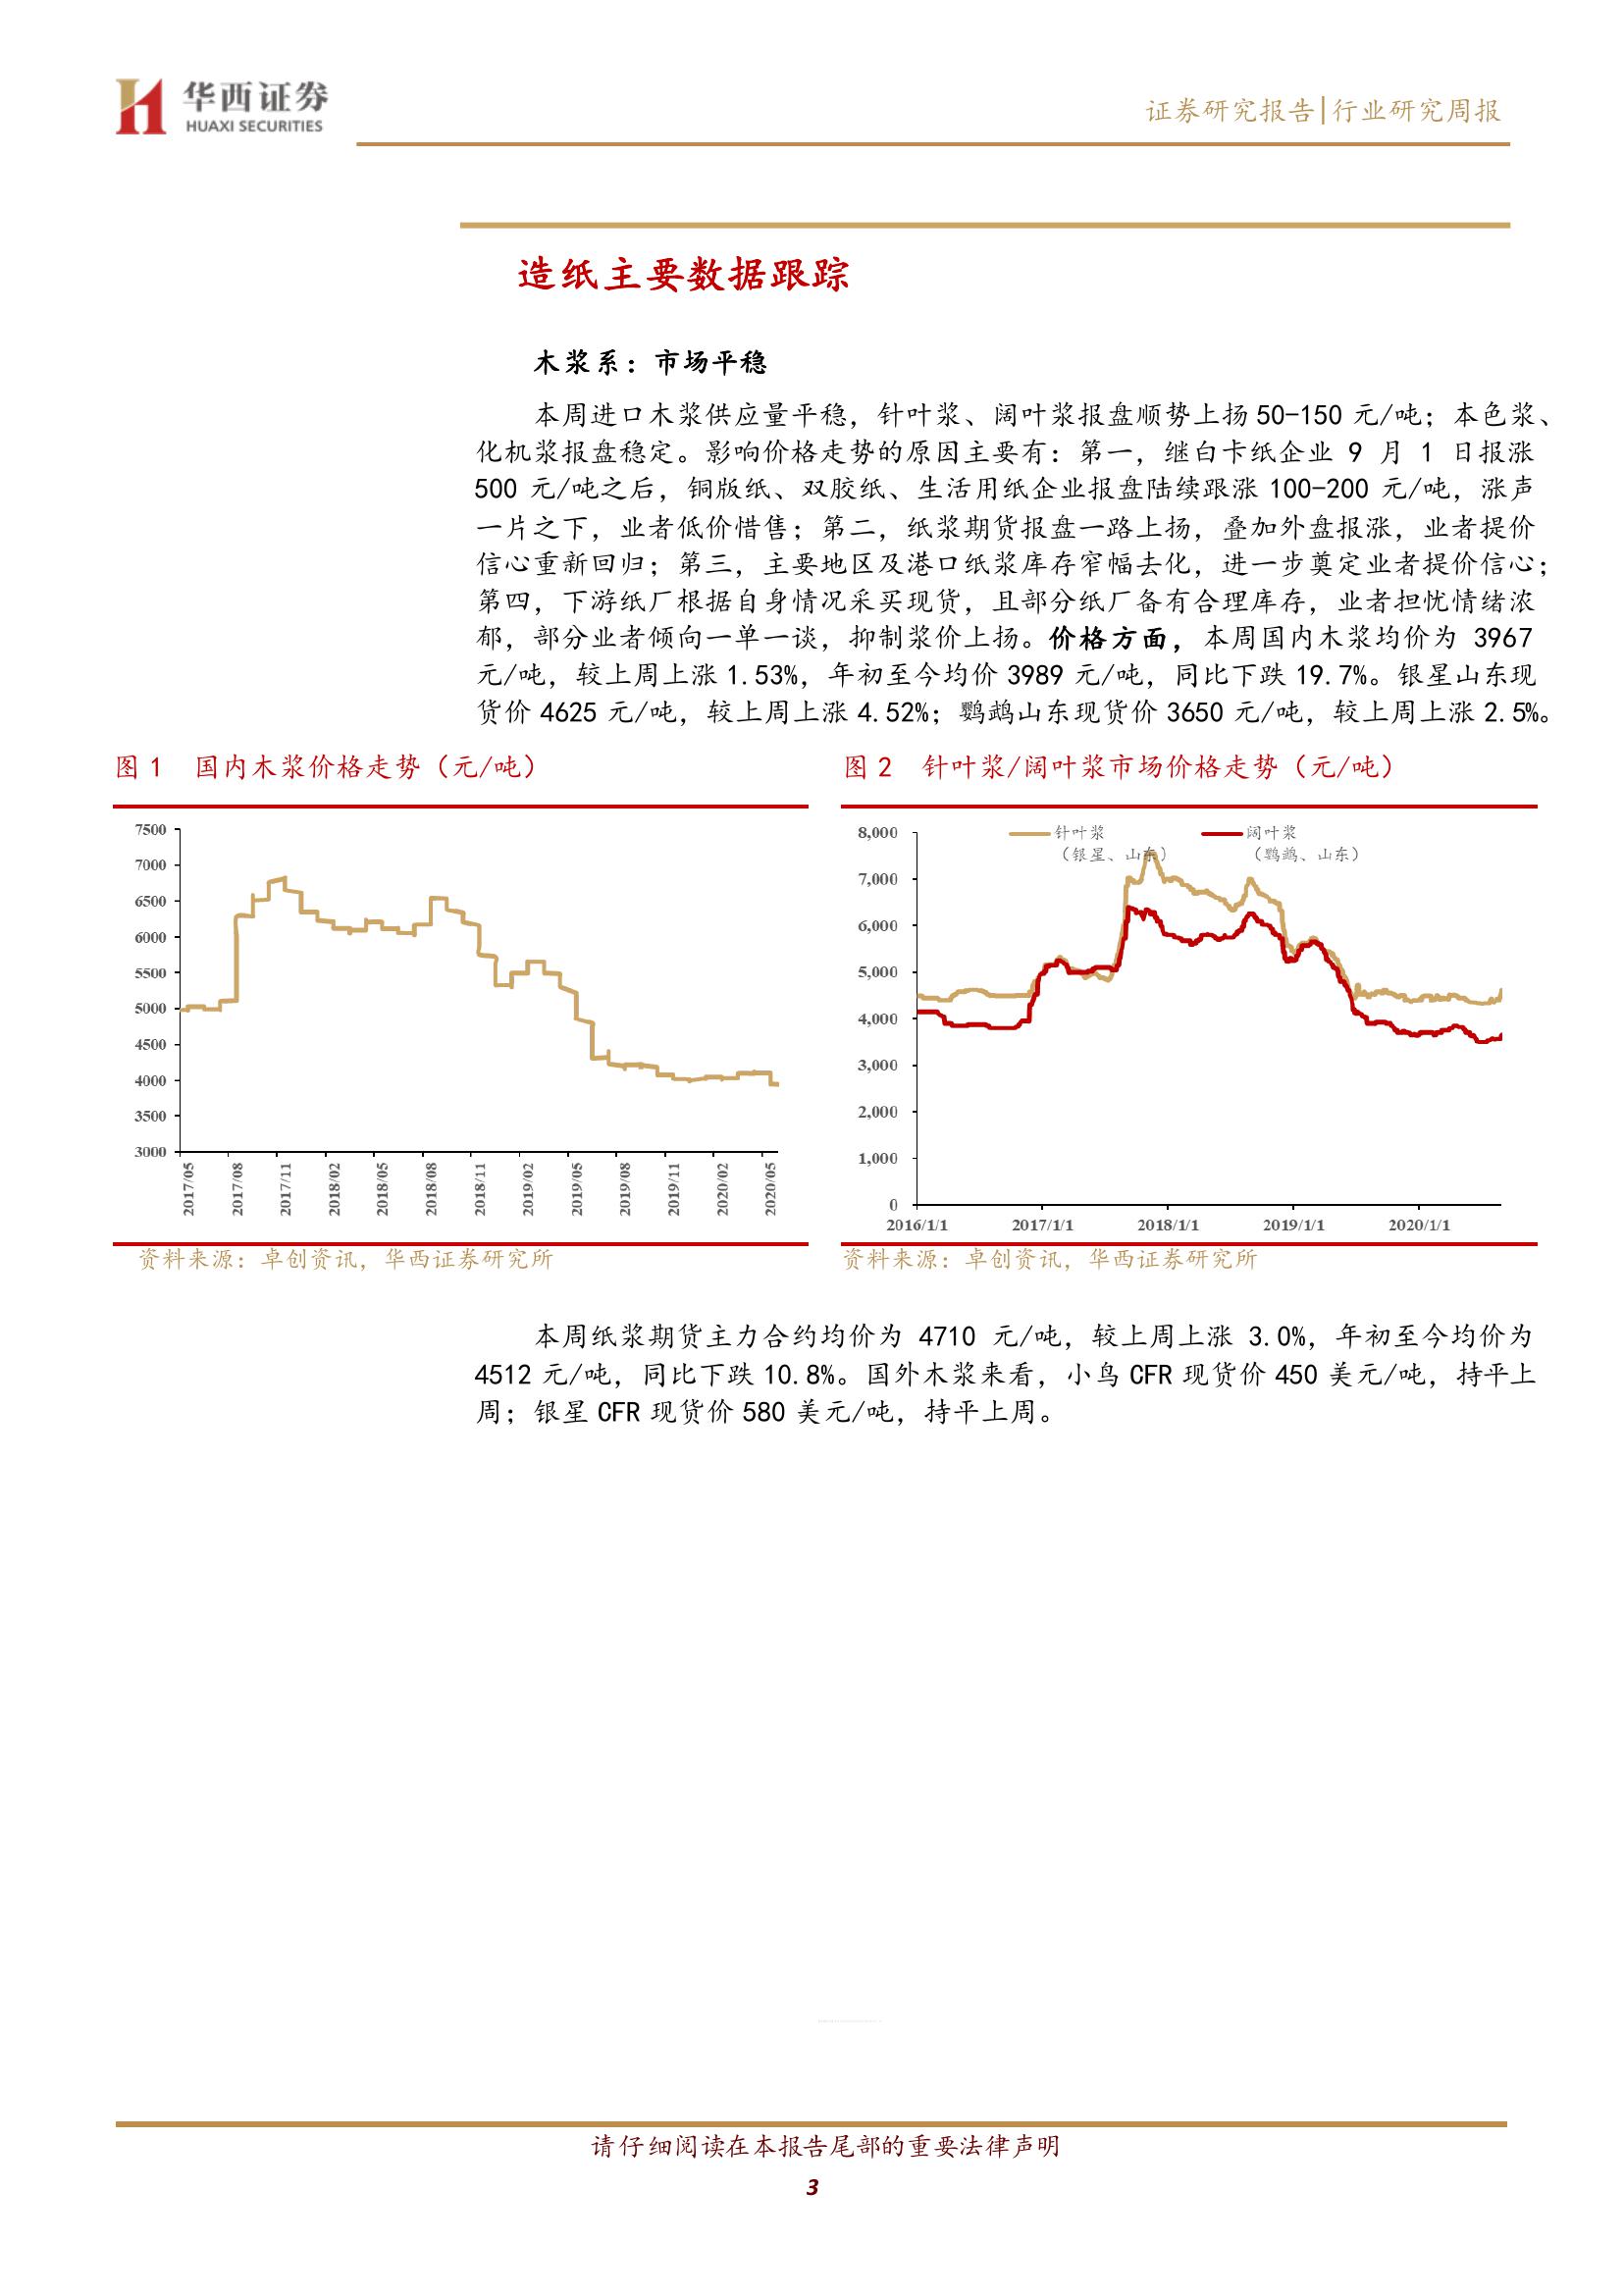 华西证券
HUAXI SECURITIES
证券研究报告|行业研究周报
造纸主要数据跟踪
木浆系：市场平稳
本周进口木浆供应量平稳，针叶浆、阔叶浆报盘顺势上扬 50-150 元/吨；本色浆、
化机浆报盘稳定。影响价格走势的原因主要有：第一，继白卡纸企业 9 月 1 日报涨
500 元/吨之后，铜版纸、双胶纸、生活用纸企业报盘陆续跟涨 100-200 元/吨，涨声
一片之下，业者低价惜售；第二，纸浆期货报盘一路上扬，叠加外盘报涨，业者提价
信心重新回归；第三，主要地区及港口纸浆库存窄幅去化，进一步奠定业者提价信心；
第四，下游纸厂根据自身情况采买现货，且部分纸厂备有合理库存，业者担忧情绪浓
郁，部分业者倾向一单一谈，抑制浆价上扬。价格方面，本周国内木浆均价为 3967
元/吨，较上周上涨 1.53%，年初至今均价 3989 元/吨，同比下跌 19.7%。银星山东现
货价 4625 元/吨，较上周上涨 4.52%；鹦鹉山东现货价 3650 元/吨，较上周上涨 2.5%。
图 1 国内木浆价格走势（元/吨）
7500
7000
6500
6000
5500
5000
4500
4000
3500
3000
2017/05
2017/08
2017/11
2018/02
2018/05
2018/08
2018/11
2019/02
2019/05
2019/08
2019/11
2020/02
2020/05
资料来源：卓创资讯，华西证券研究所
图 2 针叶浆/阔叶浆市场价格走势（元/吨）
针叶浆
（银星、山东）
阔叶浆
（鹦鹉、山东）
8,000
7,000
6,000
5,000
4,000
3,000
2,000
1,000
0
2016/1/1 2017/1/1 2018/1/1 2019/1/1 2020/1/1
资料来源：卓创资讯，华西证券研究所
本周纸浆期货主力合约均价为 4710 元/吨，较上周上涨 3.0%，年初至今均价为
4512 元/吨，同比下跌 10.8%。国外木浆来看，小鸟 CFR 现货价 450 美元/吨，持平上
周；银星 CFR 现货价 580 美元/吨，持平上周。
请仔细阅读在本报告尾部的重要法律声明
3